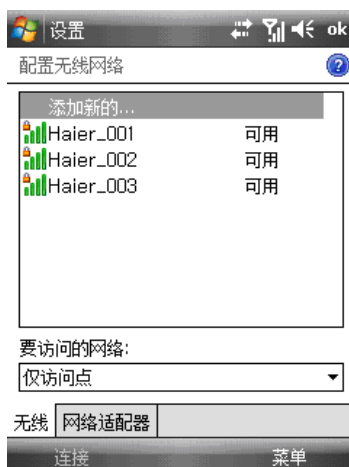 设置 ok
配置无线网络
添加新的...
Haier_001 可用
Haier_002 可用
Haier_003 可用
要访问的网络:
仅访问点
无线 网络适配器
连接 菜单